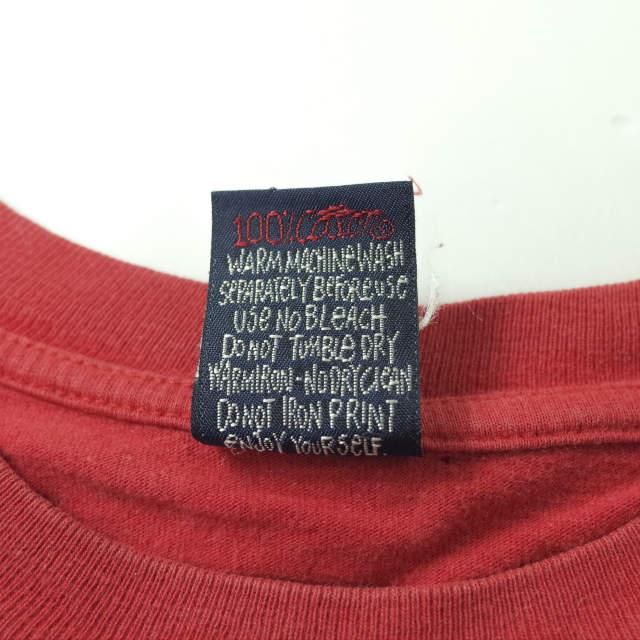 100% COTTON
WARM MACHINE WASH
SEPARATELY BEFORE USE
USE NO BLEACH
DO NOT TUMBLE DRY
WARM IRON - NO DRY CLEAN
DO NOT IRON PRINT
ENJOY YOURSELF.